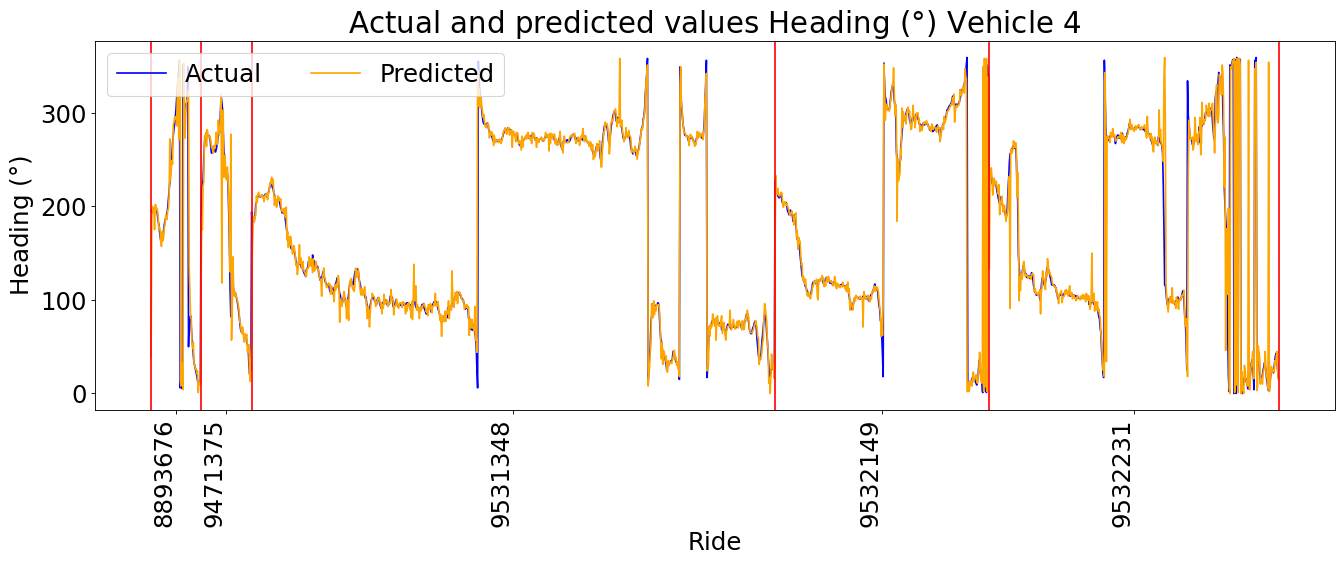 Actual and predicted values Heading (°) Vehicle 4
Actual Predicted
Heading (°)
300
200
100
0
8893676
9471375
9531348
9532149
9532231
Ride